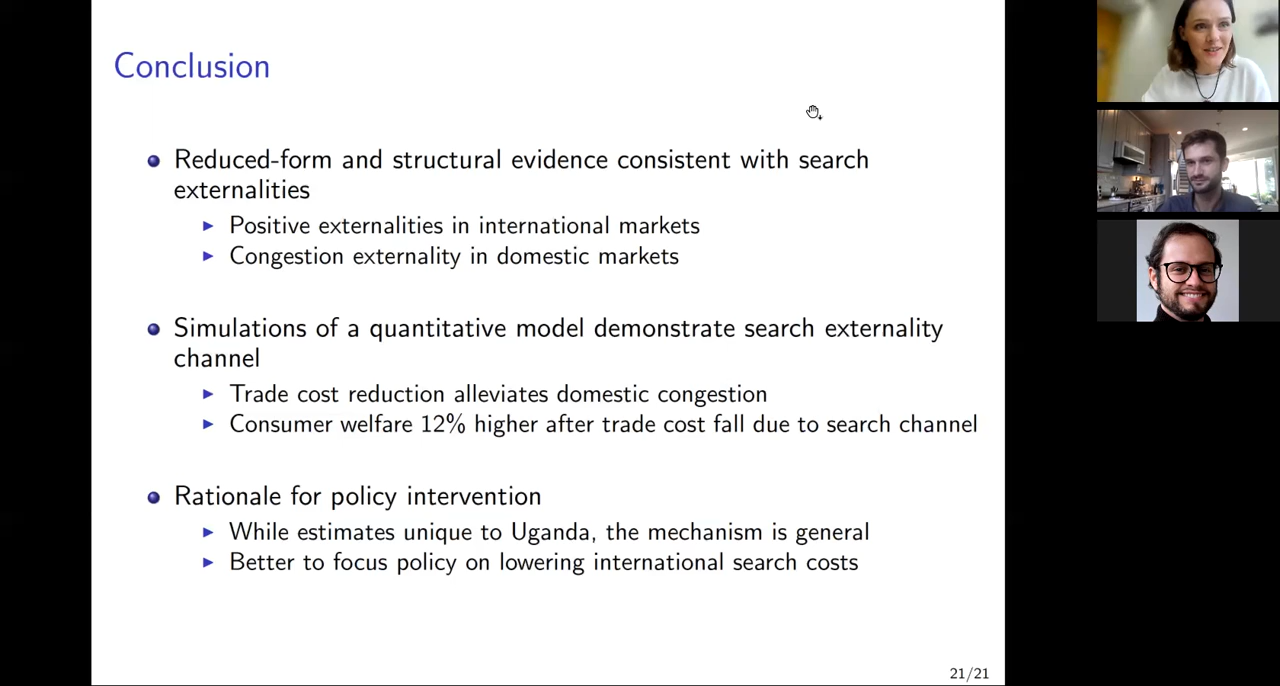 Conclusion
Reduced-form and structural evidence consistent with search
externalities
Positive externalities in international markets
Congestion externality in domestic markets
Simulations of a quantitative model demonstrate search externality
channel
Trade cost reduction alleviates domestic congestion
Consumer welfare 12% higher after trade cost fall due to search channel
Rationale for policy intervention
While estimates unique to Uganda, the mechanism is general
Better to focus policy on lowering international search costs
21/21